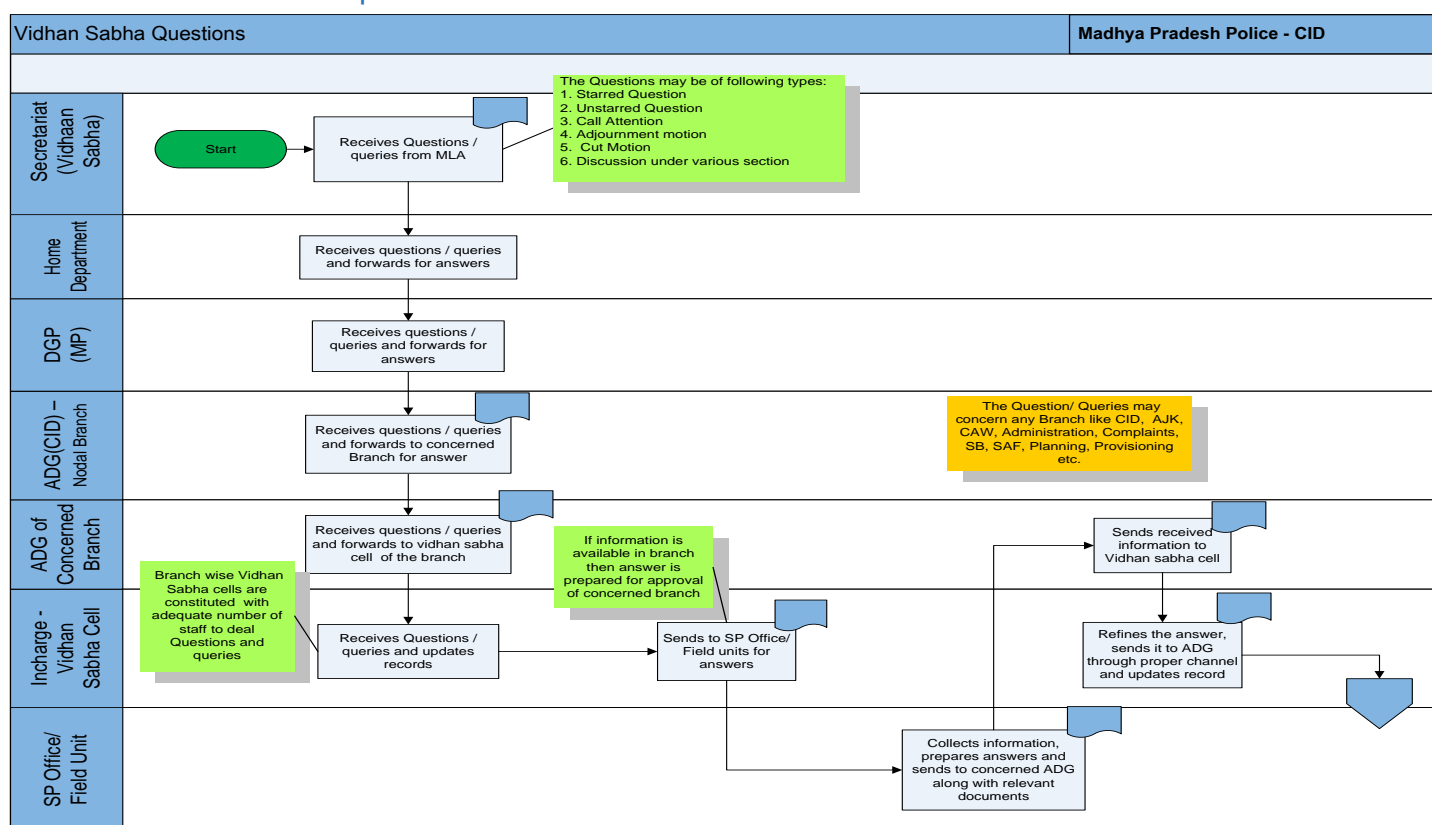 Vidhan Sabha Questions
Madhya Pradesh Police - CID
The Questions may be of following types:
1. Starred Question
2. Unstarred Question
3. Call Attention
4. Adjournment motion
5. Cut Motion
6. Discussion under various section
Secretariat
(Vidhaan
Sabha)
Start
Receives Questions /
queries from MLA
Home
Department
Receives questions / queries
and forwards for answers
DGP
(MP)
Receives questions /
queries and forwards for
answers
ADG(CID) –
Nodal Branch
Receives questions / queries
and forwards to concerned
Branch for answer
The Question/ Queries may
concern any Branch like CID, AJK,
CAW, Administration, Complaints,
SB, SAF, Planning, Provisioning
etc.
ADG of
Concerned
Branch
Receives questions / queries
and forwards to vidhan sabha
cell of the branch
If information is
available in branch
then answer is
prepared for approval
of concerned branch
Sends received
information to
Vidhan sabha cell
Branch wise Vidhan
Sabha cells are
constituted with
adequate number of
staff to deal
Questions and
queries
Incharge -
Vidhan
Sabha Cell
Receives Questions /
queries and updates
records
Sends to SP Office/
Field units for
answers
Refines the answer,
sends it to ADG
through proper channel
and updates record
SP Office/
Field Unit
Collects information,
prepares answers and
sends to concerned ADG
along with relevant
documents